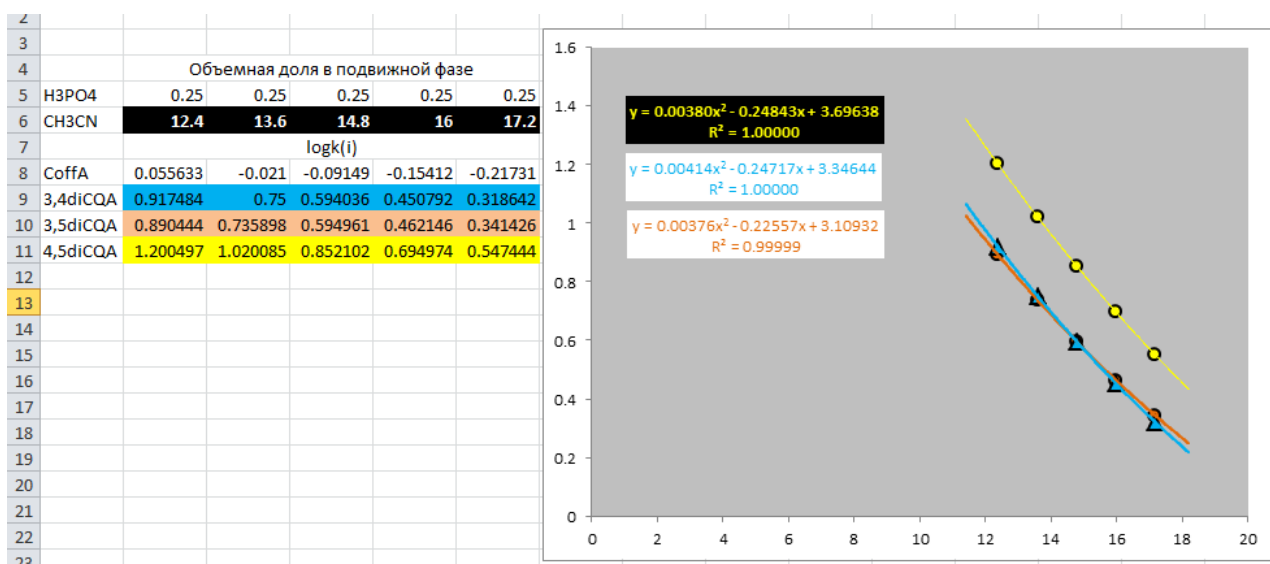 2
3
4 Объемная доля в подвижной фазе
5 H3PO4 0.25 0.25 0.25 0.25 0.25
6 CH3CN 12.4 13.6 14.8 16 17.2
7 logk(i)
8 CoffA 0.055633 -0.021 -0.09149 -0.15412 -0.21731
9 3,4diCQA 0.917484 0.75 0.594036 0.450792 0.318642
10 3,5diCQA 0.890444 0.735898 0.594961 0.462146 0.341426
11 4,5diCQA 1.200497 1.020085 0.852102 0.694974 0.547444
12
13
14
15
16
17
18
19
20
21
22
23
1.6
1.4
1.2
1
0.8
0.6
0.4
0.2
0
y = 0.00380x² - 0.24843x + 3.69638
R² = 1.00000
y = 0.00414x² - 0.24717x + 3.34644
R² = 1.00000
y = 0.00376x² - 0.22557x + 3.10932
R² = 0.99999
0 2 4 6 8 10 12 14 16 18 20